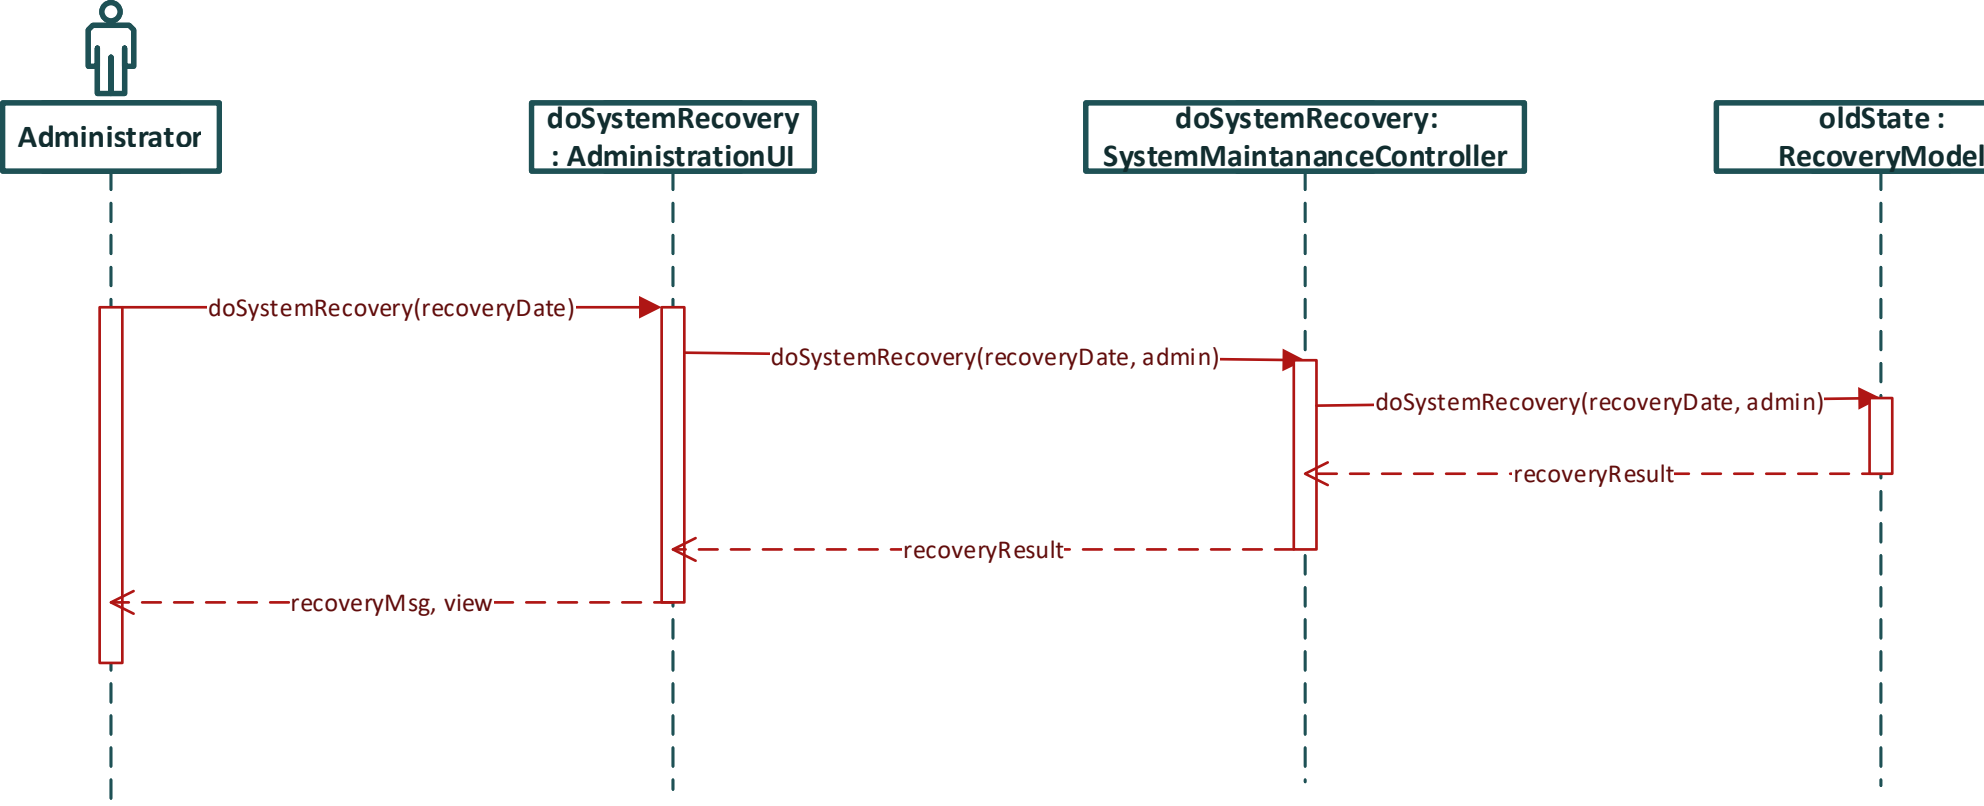 Administrator
doSystemRecovery
: AdministrationUI
doSystemRecovery:
SystemMaintananceController
oldState :
RecoveryModel
doSystemRecovery(recoveryDate)
doSystemRecovery(recoveryDate, admin)
doSystemRecovery(recoveryDate, admin)
recoveryResult
recoveryResult
recoveryMsg, view